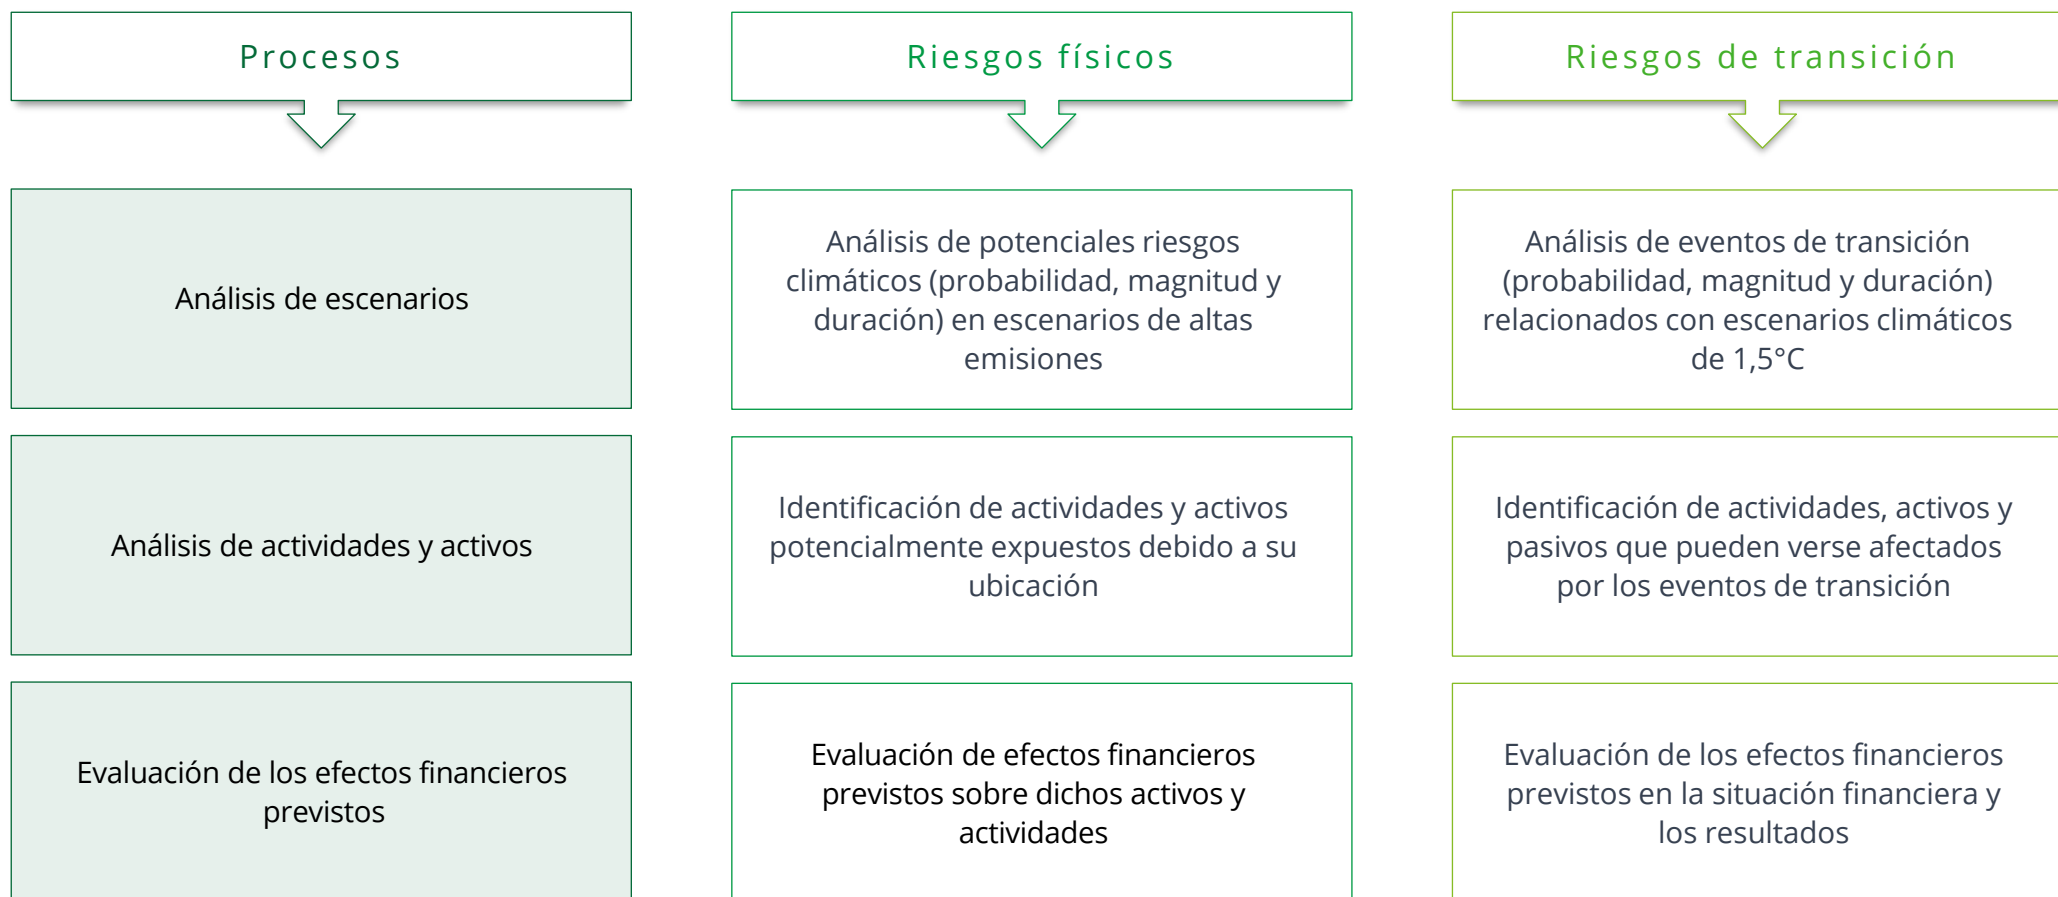 Procesos
Riesgos físicos
Riesgos de transición
Análisis de escenarios
Análisis de potenciales riesgos
climáticos (probabilidad, magnitud y
duración) en escenarios de altas
emisiones
Análisis de eventos de transición
(probabilidad, magnitud y duración)
relacionados con escenarios climáticos
de 1,5°C
Análisis de actividades y activos
Identificación de actividades y activos
potencialmente expuestos debido a su
ubicación
Identificación de actividades, activos y
pasivos que pueden verse afectados
por los eventos de transición
Evaluación de los efectos financieros
previstos
Evaluación de efectos financieros
previstos sobre dichos activos y
actividades
Evaluación de los efectos financieros
previstos en la situación financiera y
los resultados